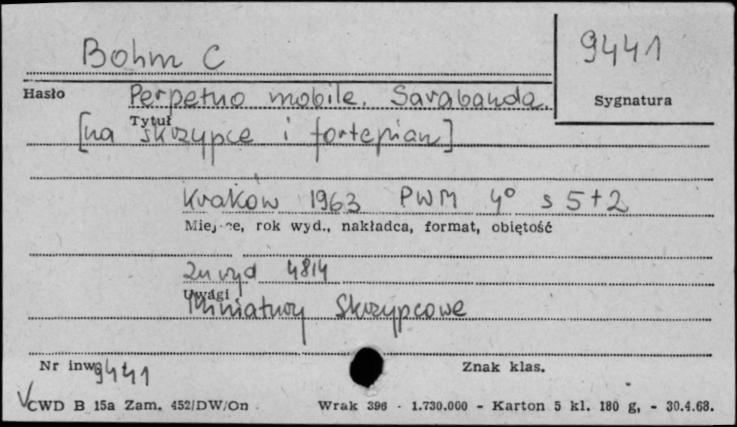 Bohm C
9441
Hasło
Perpetuo mobile. Sarabanda
Sygnatura
Tytuł
[na skrzypce i fortepian]
Kraków 1963 PWM 4° s 5+2
Miejsce, rok wyd., nakładca, format, obiętość
Zn wyd 4814
Uwagi
Miniatury Skrzypcowe
Nr inw. 9441
Znak klas.
CWD B 15a Zam. 452/DW/On
Wrak 396 - 1.730.000 - Karton 5 kl. 180 g, - 30.4.68.